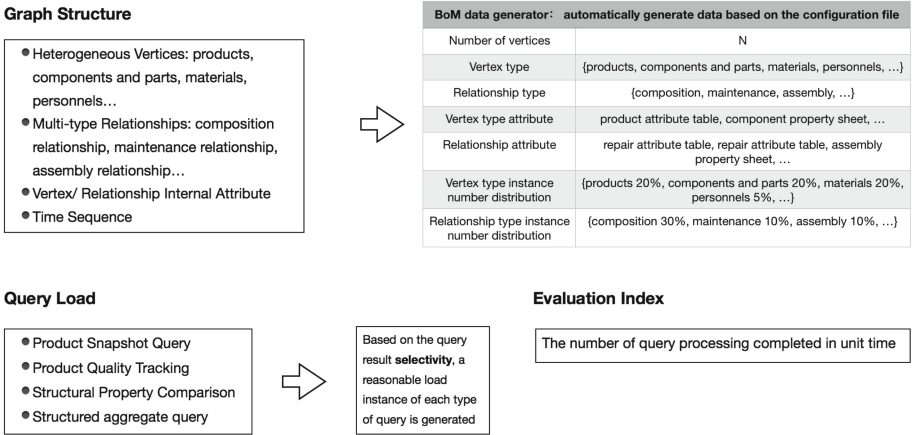 Graph Structure
Heterogeneous Vertices: products,
components and parts, materials,
personnels…
Multi-type Relationships: composition
relationship, maintenance relationship,
assembly relationship…
Vertex/ Relationship Internal Attribute
Time Sequence
BoM data generator: automatically generate data based on the configuration file
Number of vertices N
Vertex type {products, components and parts, materials, personnels, …}
Relationship type {composition, maintenance, assembly, …}
Vertex type attribute product attribute table, component property sheet, …
Relationship attribute repair attribute table, repair attribute table, assembly
property sheet, …
Vertex type instance
number distribution {products 20%, components and parts 20%, materials 20%,
personnels 5%, …}
Relationship type instance
number distribution {composition 30%, maintenance 10%, assembly 10%, …}
Query Load
Product Snapshot Query
Product Quality Tracking
Structural Property Comparison
Structured aggregate query
Based on the query
result selectivity, a
reasonable load
instance of each type
of query is generated
Evaluation Index
The number of query processing completed in unit time